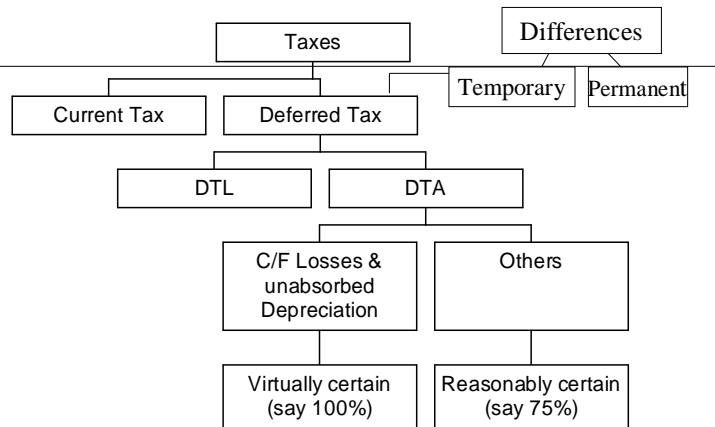 Taxes
Differences
Temporary
Permanent
Current Tax
Deferred Tax
DTL
DTA
C/F Losses &
unabsorbed
Depreciation
Others
Virtually certain
(say 100%)
Reasonably certain
(say 75%)